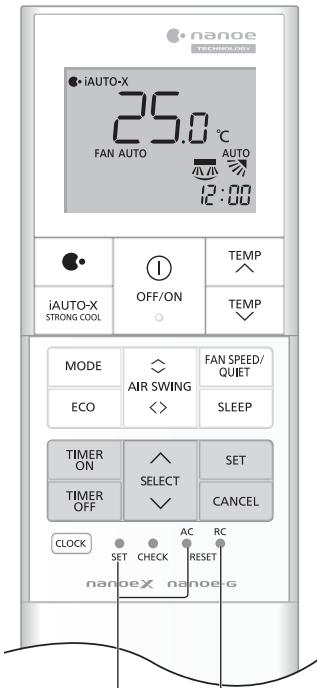 nanoe
TECHNOLOGY
iAUTO-X
25.0 °C
FAN AUTO
AUTO
12:00
iAUTO-X
STRONG COOL
OFF/ON
TEMP
TEMP
MODE
ECO
AIR SWING
FAN SPEED/
QUIET
SLEEP
TIMER
ON
TIMER
OFF
SELECT
SET
CANCEL
CLOCK
SET
CHECK
AC
RC
RESET
nanoeX nanoe-G